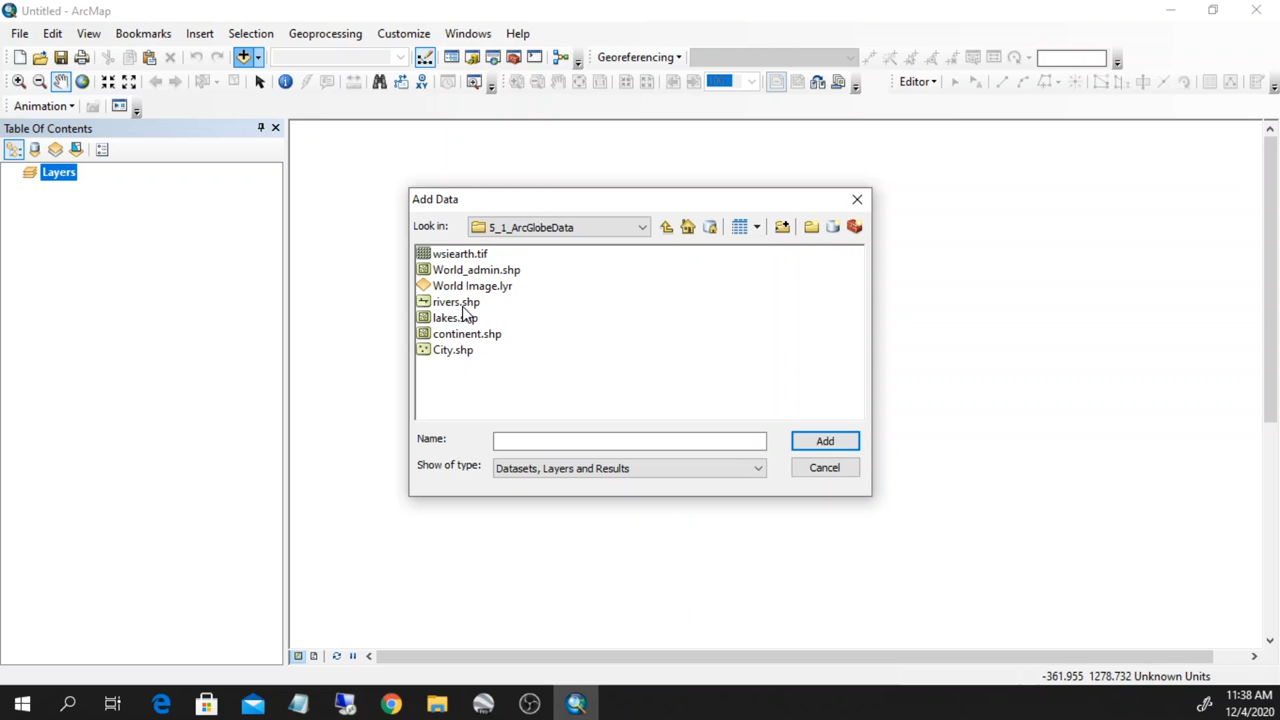 Untitled - ArcMap
File Edit View Bookmarks Insert Selection Geoprocessing Customize Windows Help
Georeferencing
Editor
Animation
Table Of Contents
Layers
Add Data
Look in: 5_1_ArcGlobeData
wsiearth.tif
World_admin.shp
World Image.lyr
rivers.shp
lakes.shp
continent.shp
City.shp
Name: Add
Show of type: Datasets, Layers and Results Cancel
-361.955 1278.732 Unknown Units
11:38 AM
12/4/2020